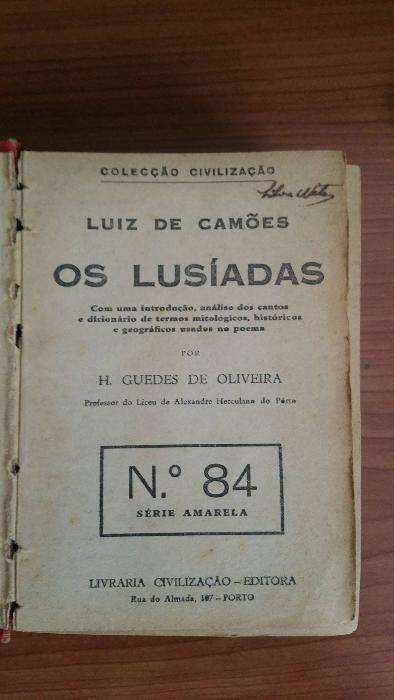 COLECÇÃO CIVILIZAÇÃO
LUIZ DE CAMÕES
OS LUSÍADAS
Com uma introdução, análise dos cantos
e dicionário de termos mitológicos, históricos
e geográficos usados no poema
POR
H. GUEDES DE OLIVEIRA
Professor do Liceu de Alexandre Herculano do Pôrto
N.º 84
SÉRIE AMARELA
LIVRARIA CIVILIZAÇÃO - EDITORA
Rua do Almada, 107 - PORTO